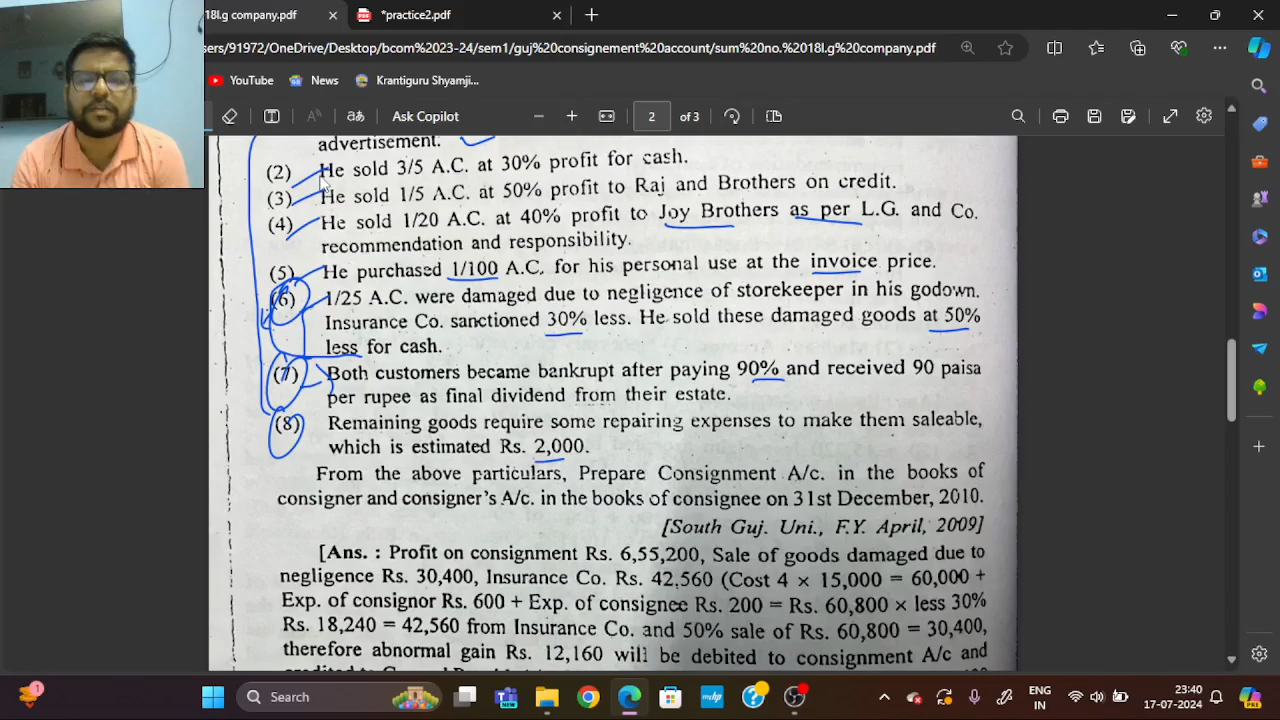 18l.g company.pdf
*practice2.pdf
ers/91972/OneDrive/Desktop/bcom%2023-24/sem1/guj%20consignement%20account/sum%20no.%2018l.g%20company.pdf
YouTube
News
Krantiguru Shyamji...
Ask Copilot
2 of 3
advertisement.
(2) He sold 3/5 A.C. at 30% profit for cash.
(3) He sold 1/5 A.C. at 50% profit to Raj and Brothers on credit.
(4) He sold 1/20 A.C. at 40% profit to Joy Brothers as per L.G. and Co.
recommendation and responsibility.
(5) He purchased 1/100 A.C. for his personal use at the invoice price.
(6) 1/25 A.C. were damaged due to negligence of storekeeper in his godown.
Insurance Co. sanctioned 30% less. He sold these damaged goods at 50%
less for cash.
(7) Both customers became bankrupt after paying 90% and received 90 paisa
per rupee as final dividend from their estate.
(8) Remaining goods require some repairing expenses to make them saleable,
which is estimated Rs. 2,000.
From the above particulars, Prepare Consignment A/c. in the books of
consigner and consigner's A/c. in the books of consignee on 31st December, 2010.
[South Guj. Uni., F.Y. April, 2009]
[Ans. : Profit on consignment Rs. 6,55,200, Sale of goods damaged due to
negligence Rs. 30,400, Insurance Co. Rs. 42,560 (Cost 4 × 15,000 = 60,000 +
Exp. of consignor Rs. 600 + Exp. of consignee Rs. 200 = Rs. 60,800 × less 30%
Rs. 18,240 = 42,560 from Insurance Co. and 50% sale of Rs. 60,800 = 30,400,
therefore abnormal gain Rs. 12,160 will be debited to consignment A/c and
Search
ENG
IN
23:40
17-07-2024